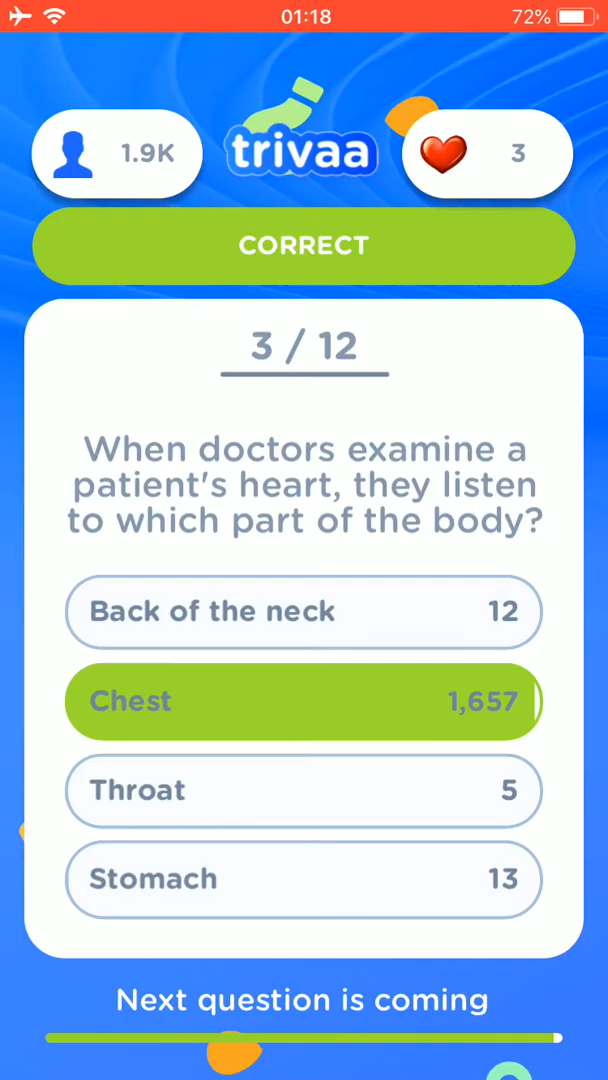 01:18
72%
1.9K
trivaa
3
CORRECT
3 / 12
When doctors examine a
patient's heart, they listen
to which part of the body?
Back of the neck 12
Chest 1,657
Throat 5
Stomach 13
Next question is coming